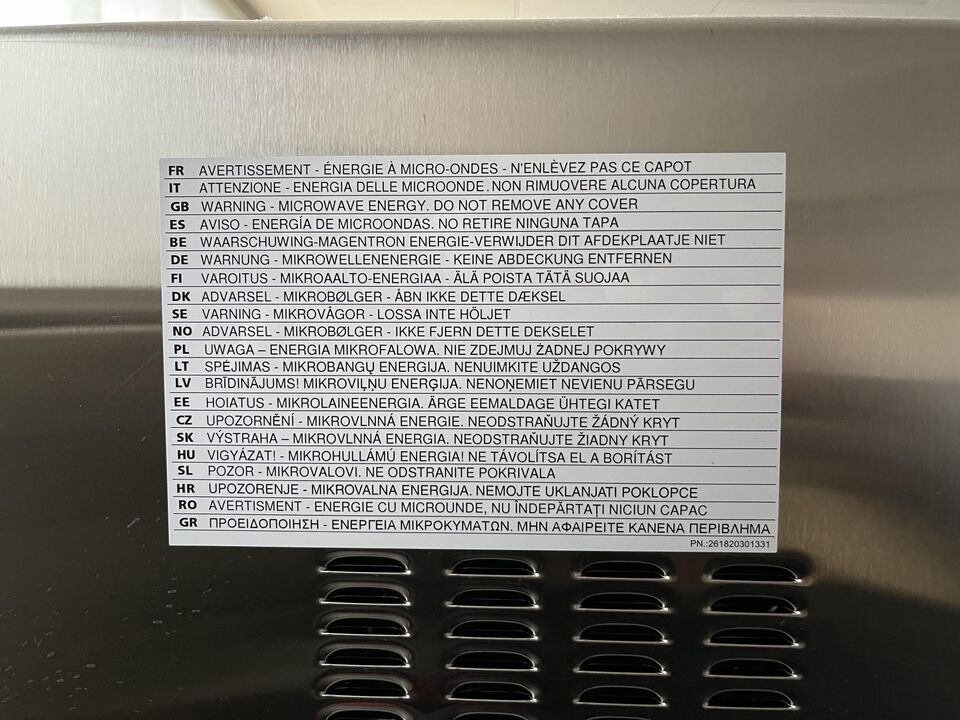 FR AVERTISSEMENT - ÉNERGIE À MICRO-ONDES - N'ENLÈVEZ PAS CE CAPOT
IT ATTENZIONE - ENERGIA DELLE MICROONDE. NON RIMUOVERE ALCUNA COPERTURA
GB WARNING - MICROWAVE ENERGY. DO NOT REMOVE ANY COVER
ES AVISO - ENERGÍA DE MICROONDAS. NO RETIRE NINGUNA TAPA
BE WAARSCHUWING-MAGENTRON ENERGIE-VERWIJDER DIT AFDEKPLAATJE NIET
DE WARNUNG - MIKROWELLENENERGIE - KEINE ABDECKUNG ENTFERNEN
FI VAROITUS - MIKROAALTO-ENERGIAA - ÄLÄ POISTA TÄTÄ SUOJAA
DK ADVARSEL - MIKROBØLGER - ÅBN IKKE DETTE DÆKSEL
SE VARNING - MIKROVÅGOR - LOSSA INTE HÖLJET
NO ADVARSEL - MIKROBØLGER - IKKE FJERN DETTE DEKSELET
PL UWAGA – ENERGIA MIKROFALOWA. NIE ZDEJMUJ ŻADNEJ POKRYWY
LT SPĖJIMAS - MIKROBANGŲ ENERGIJA. NENUIMKITE UŽDANGOS
LV BRĪDINĀJUMS! MIKROVIĻŅU ENERĢIJA. NENOŅEMIET NEVIENU PĀRSEGU
EE HOIATUS - MIKROLAINEENERGIA. ÄRGE EEMALDAGE ÜHTEGI KATET
CZ UPOZORNĚNÍ - MIKROVLNNÁ ENERGIE. NEODSTRAŇUJTE ŽÁDNÝ KRYT
SK VÝSTRAHA – MIKROVLNNÁ ENERGIA. NEODSTRAŇUJTE ŽIADNY KRYT
HU VIGYÁZAT! - MIKROHULLÁMÚ ENERGIA! NE TÁVOLÍTSA EL A BORÍTÁST
SL POZOR - MIKROVALOVI. NE ODSTRANITE POKRIVALA
HR UPOZORENJE - MIKROVALNA ENERGIJA. NEMOJTE UKLANJATI POKLOPCE
RO AVERTISMENT - ENERGIE CU MICROUNDE, NU ÎNDEPĂRTAŢI NICIUN CAPAC
GR ΠΡΟΕΙΔΟΠΟΙΗΣΗ - ΕΝΕΡΓΕΙΑ ΜΙΚΡΟΚΥΜΑΤΩΝ. ΜΗΝ ΑΦΑΙΡΕΙΤΕ ΚΑΝΕΝΑ ΠΕΡΙΒΛΗΜΑ
PN.:261820301331